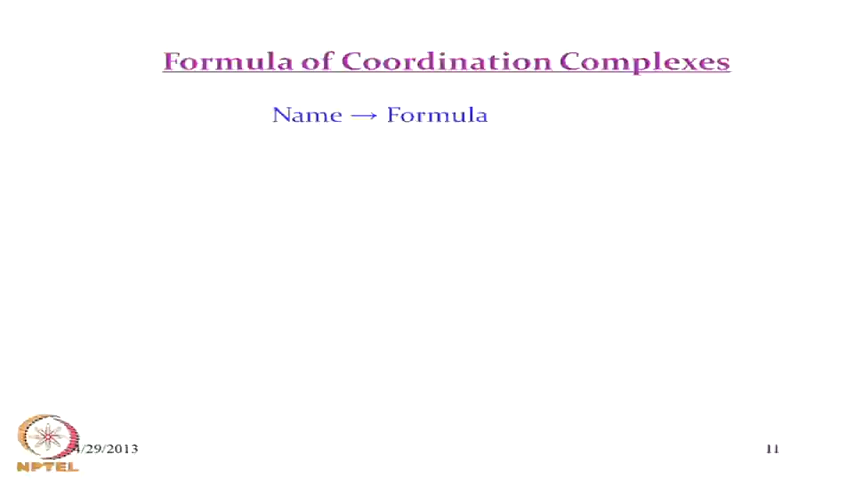 Formula of Coordination Complexes
Name → Formula
4/29/2013
11
NPTEL